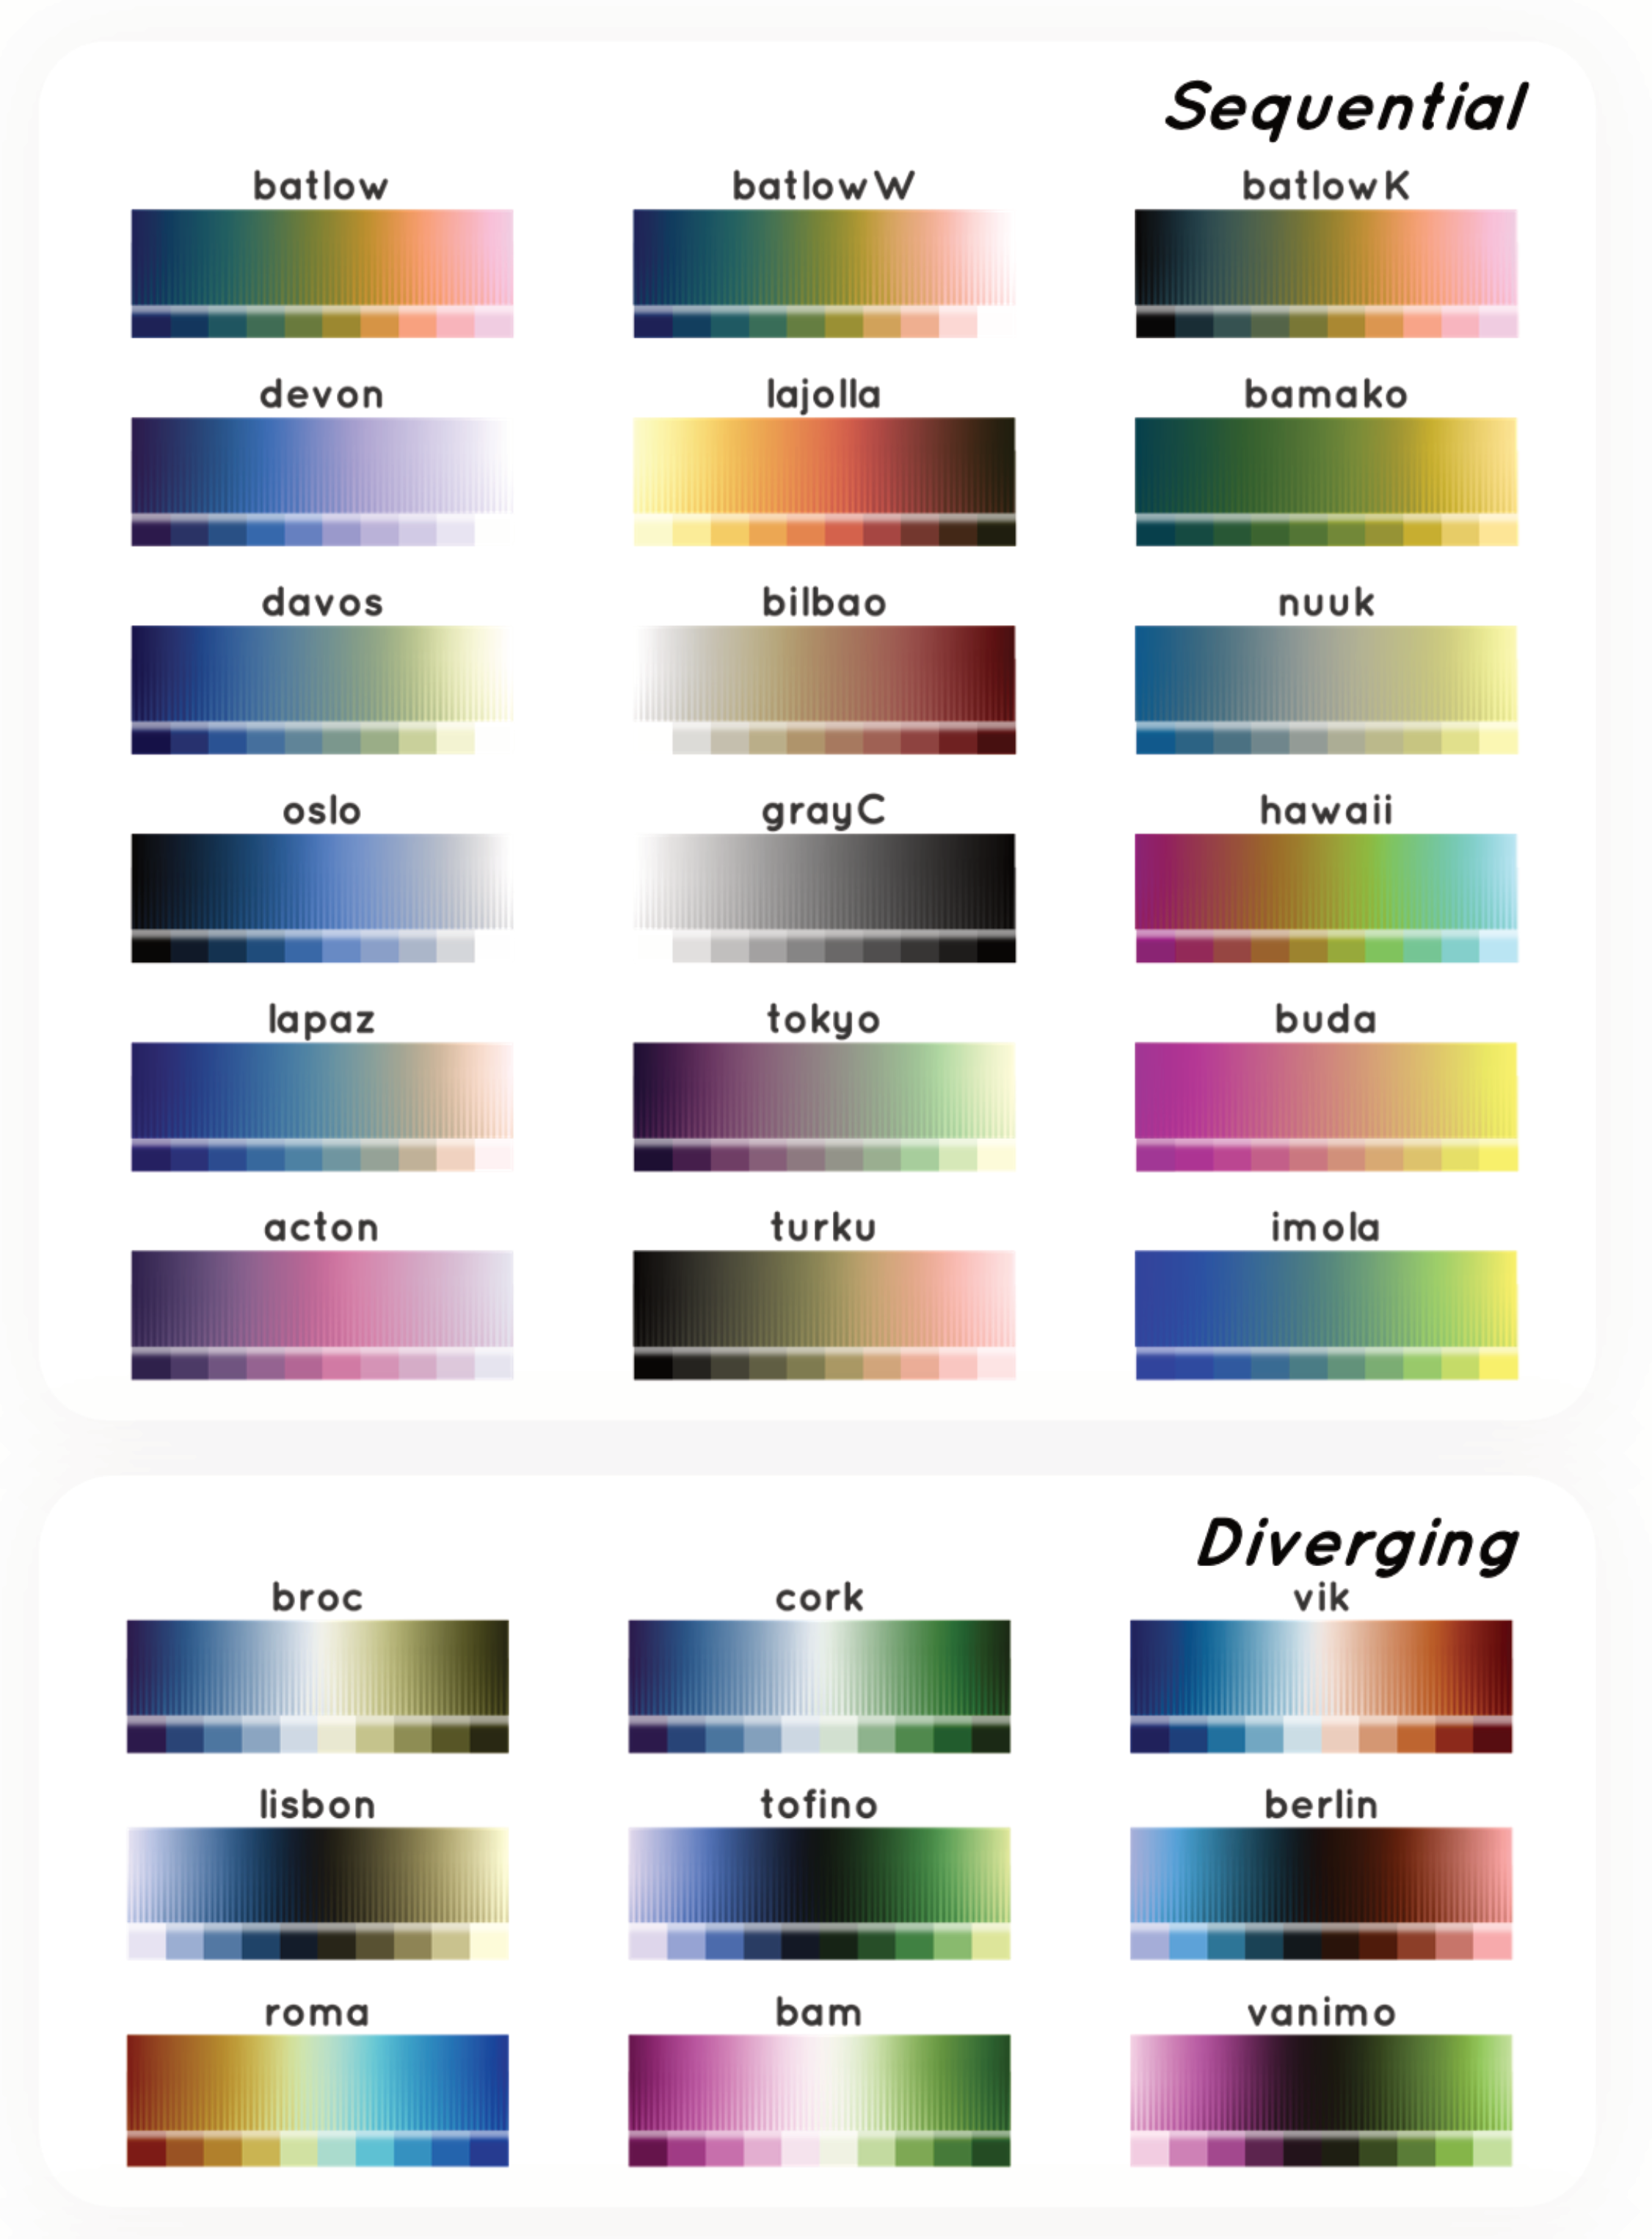 Sequential
batlow
batlowW
batlowK
devon
lajolla
bamako
davos
bilbao
nuuk
oslo
grayC
hawaii
lapaz
tokyo
buda
acton
turku
imola
Diverging
broc
cork
vik
lisbon
tofino
berlin
roma
bam
vanimo